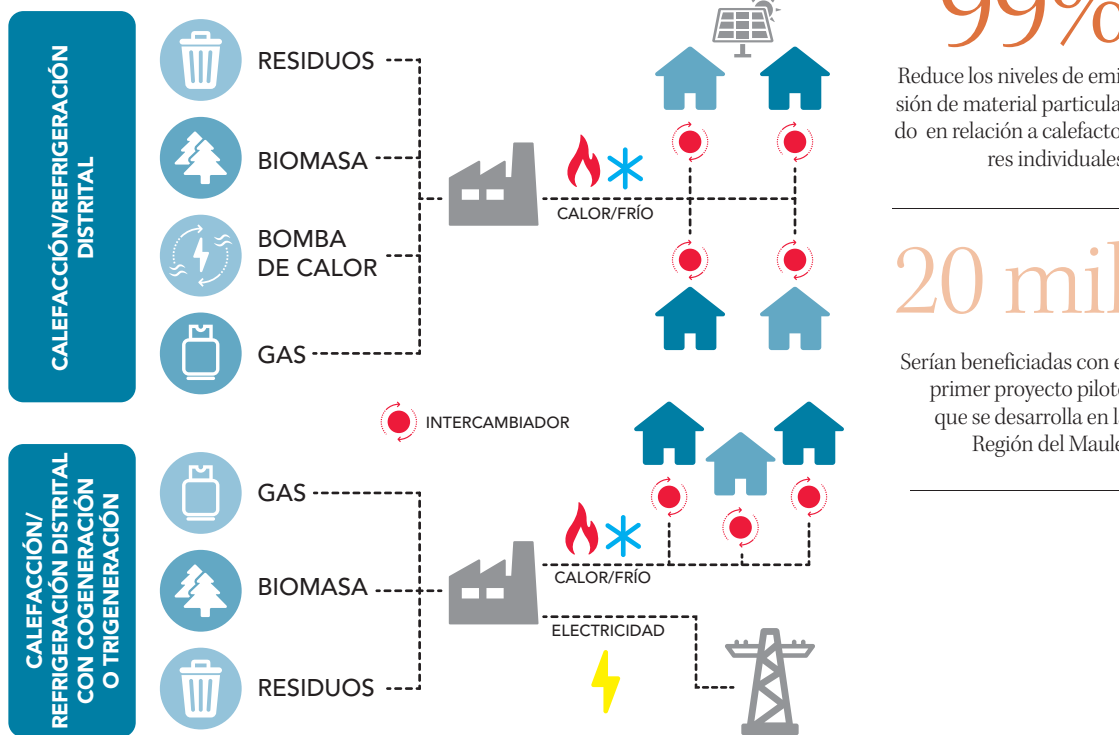 CALEFACCIÓN/REFRIGERACIÓN
DISTRITAL
RESIDUOS
BIOMASA
BOMBA
DE CALOR
GAS
CALOR/FRÍO
INTERCAMBIADOR
CALEFACCIÓN/
REFRIGERACIÓN DISTRITAL
CON COGENERACIÓN
O TRIGENERACIÓN
GAS
BIOMASA
RESIDUOS
CALOR/FRÍO
ELECTRICIDAD
99%
Reduce los niveles de emi
sión de material particula
do en relación a calefacto
res individuales
20 mil
Serían beneficiadas con e
primer proyecto pilot
que se desarrolla en l
Región del Maule